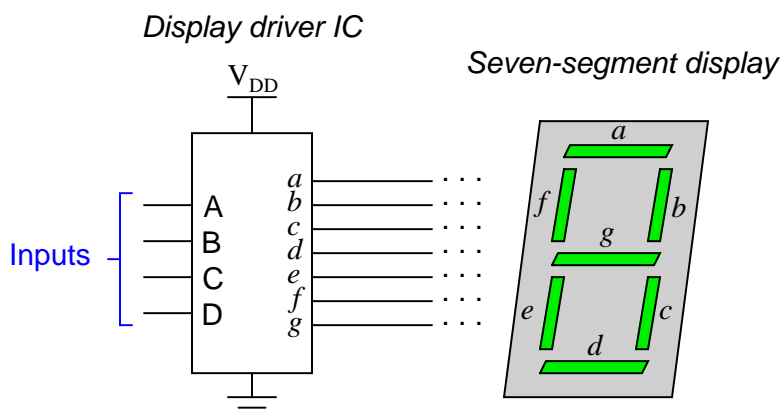 Display driver IC
Seven-segment display
VDD
Inputs
A
B
C
D
a
b
c
d
e
f
g
. . .
. . .
. . .
. . .
. . .
. . .
. . .
a
f
b
g
e
c
d